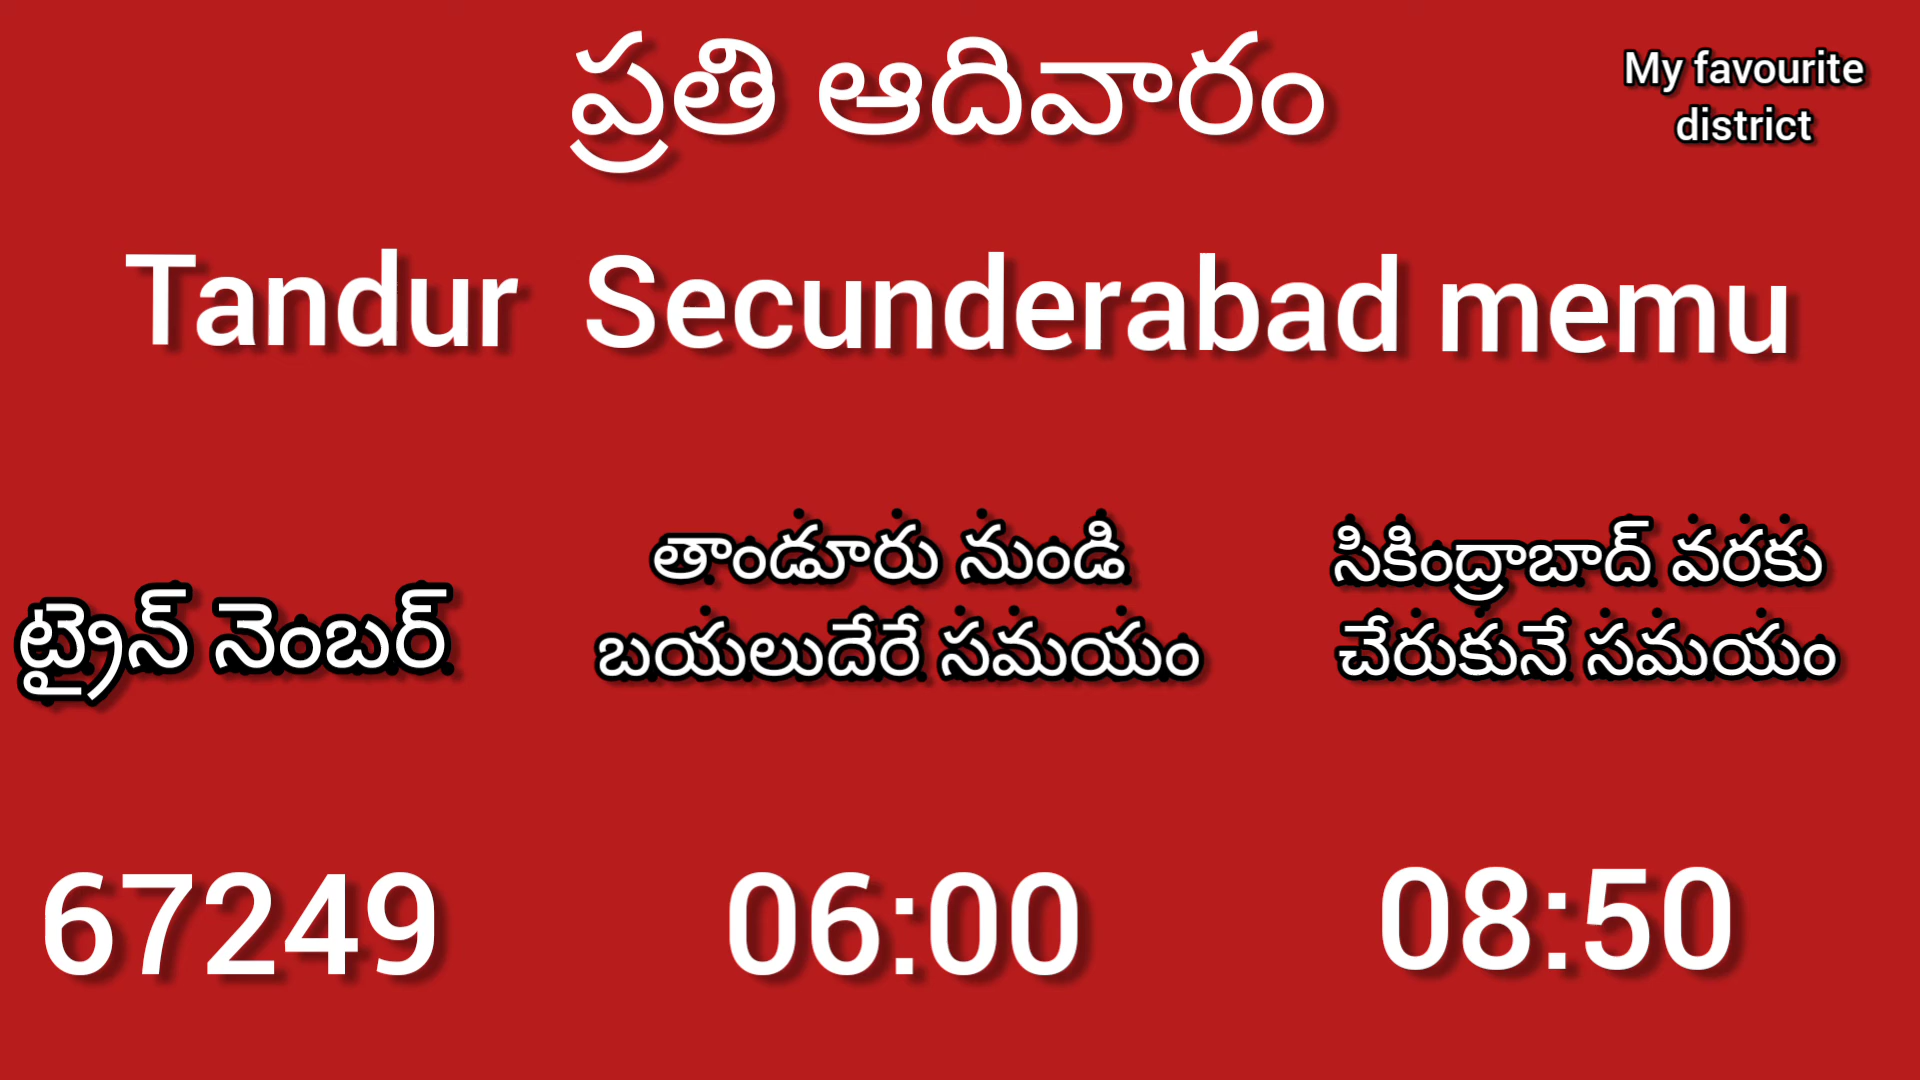 ప్రతి ఆదివారం
My favourite
district
Tandur Secunderabad memu
ట్రైన్ నెంబర్
తాండూరు నుండి
బయలుదేరే సమయం
సికింద్రాబాద్ వరకు
చేరుకునే సమయం
67249
06:00
08:50